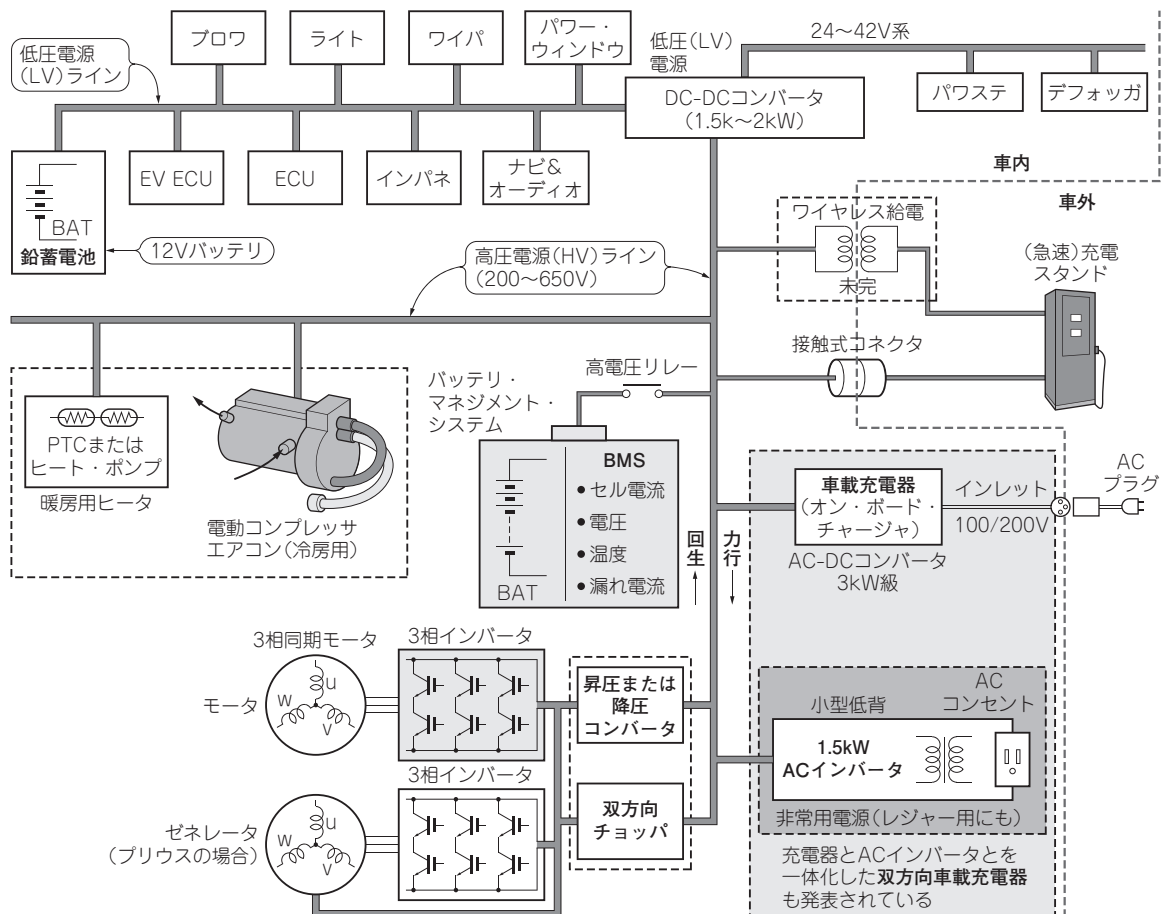 ブロワ
ライト
ワイパ
パワー・
ウィンドウ
低圧電源
(LV)ライン
低圧(LV)
電源
24〜42V系
DC-DCコンバータ
(1.5k〜2kW)
パワステ
デフォッガ
EV ECU
ECU
インパネ
ナビ&
オーディオ
BAT
鉛蓄電池
12Vバッテリ
車内
車外
ワイヤレス給電
未完
(急速)充電
スタンド
高圧電源(HV)ライン
(200〜650V)
接触式コネクタ
高電圧リレー
バッテリ・
マネジメント・
システム
PTCまたは
ヒート・ポンプ
暖房用ヒータ
電動コンプレッサ
エアコン(冷房用)
BMS
●セル電流
●電圧
●温度
●漏れ電流
BAT
回生
力行
車載充電器
(オン・ボード・
チャージャ)
AC-DCコンバータ
3kW級
インレット
100/200V
AC
プラグ
3相同期モータ
3相インバータ
モータ
W
u
V
昇圧または
降圧
コンバータ
小型低背
AC
コンセント
1.5kW
ACインバータ
非常用電源(レジャー用にも)
3相インバータ
ゼネレータ
(プリウスの場合)
W
u
V
双方向
チョッパ
充電器とACインバータとを
一体化した双方向車載充電器
も発表されている